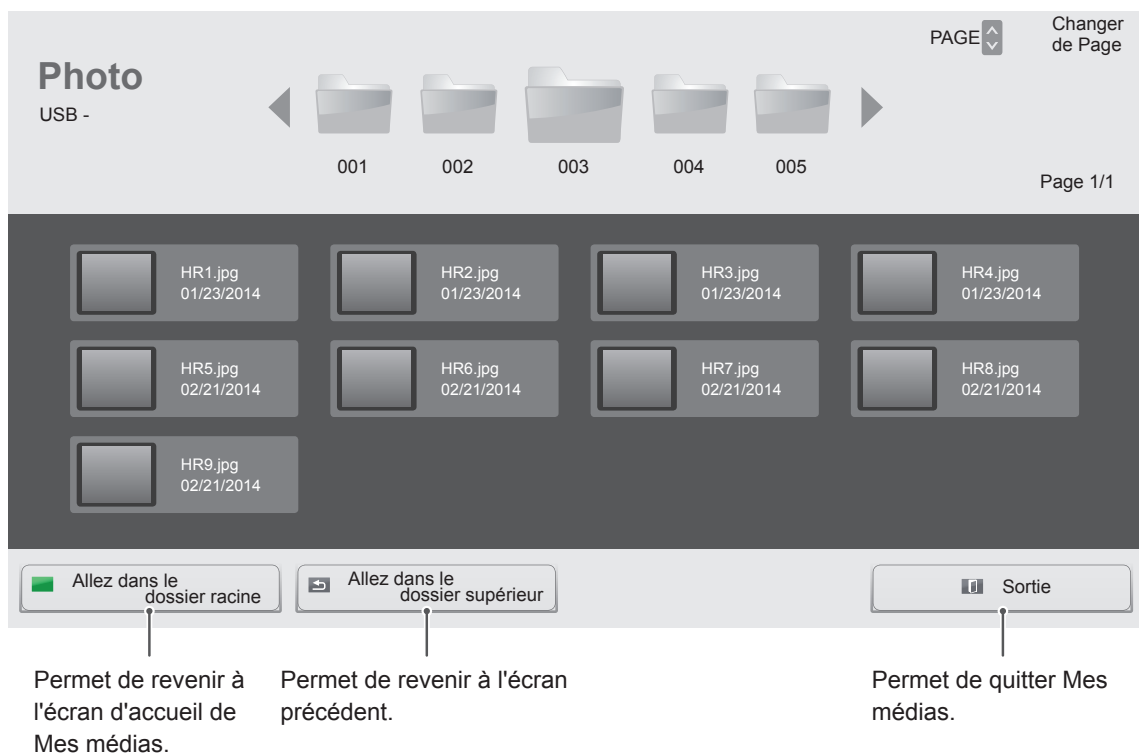 PAGE
Changer
de Page
Photo
USB -
001 002 003 004 005
Page 1/1
HR1.jpg
01/23/2014
HR2.jpg
01/23/2014
HR3.jpg
01/23/2014
HR4.jpg
01/23/2014
HR5.jpg
02/21/2014
HR6.jpg
02/21/2014
HR7.jpg
02/21/2014
HR8.jpg
02/21/2014
HR9.jpg
02/21/2014
Allez dans le
dossier racine
Allez dans le
dossier supérieur
Sortie
Permet de revenir à
l'écran d'accueil de
Mes médias.
Permet de revenir à l'écran
précédent.
Permet de quitter Mes
médias.